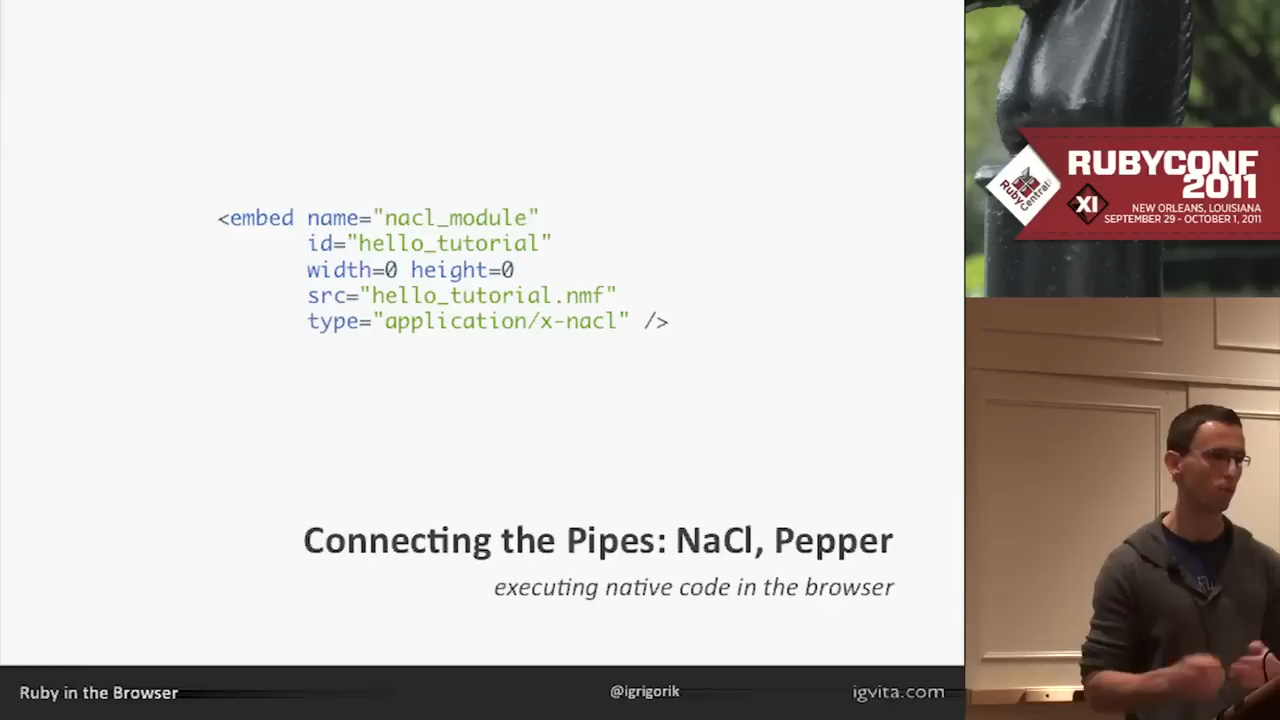 <embed name="nacl_module"
id="hello_tutorial"
width=0 height=0
src="hello_tutorial.nmf"
type="application/x-nacl" />
Connecting the Pipes: NaCl, Pepper
executing native code in the browser
Ruby in the Browser
@igrigorik
igvita.com
RUBYCONF
2011
RubyCentral
XI
NEW ORLEANS, LOUISIANA
SEPTEMBER 29 - OCTOBER 1, 2011
Ru